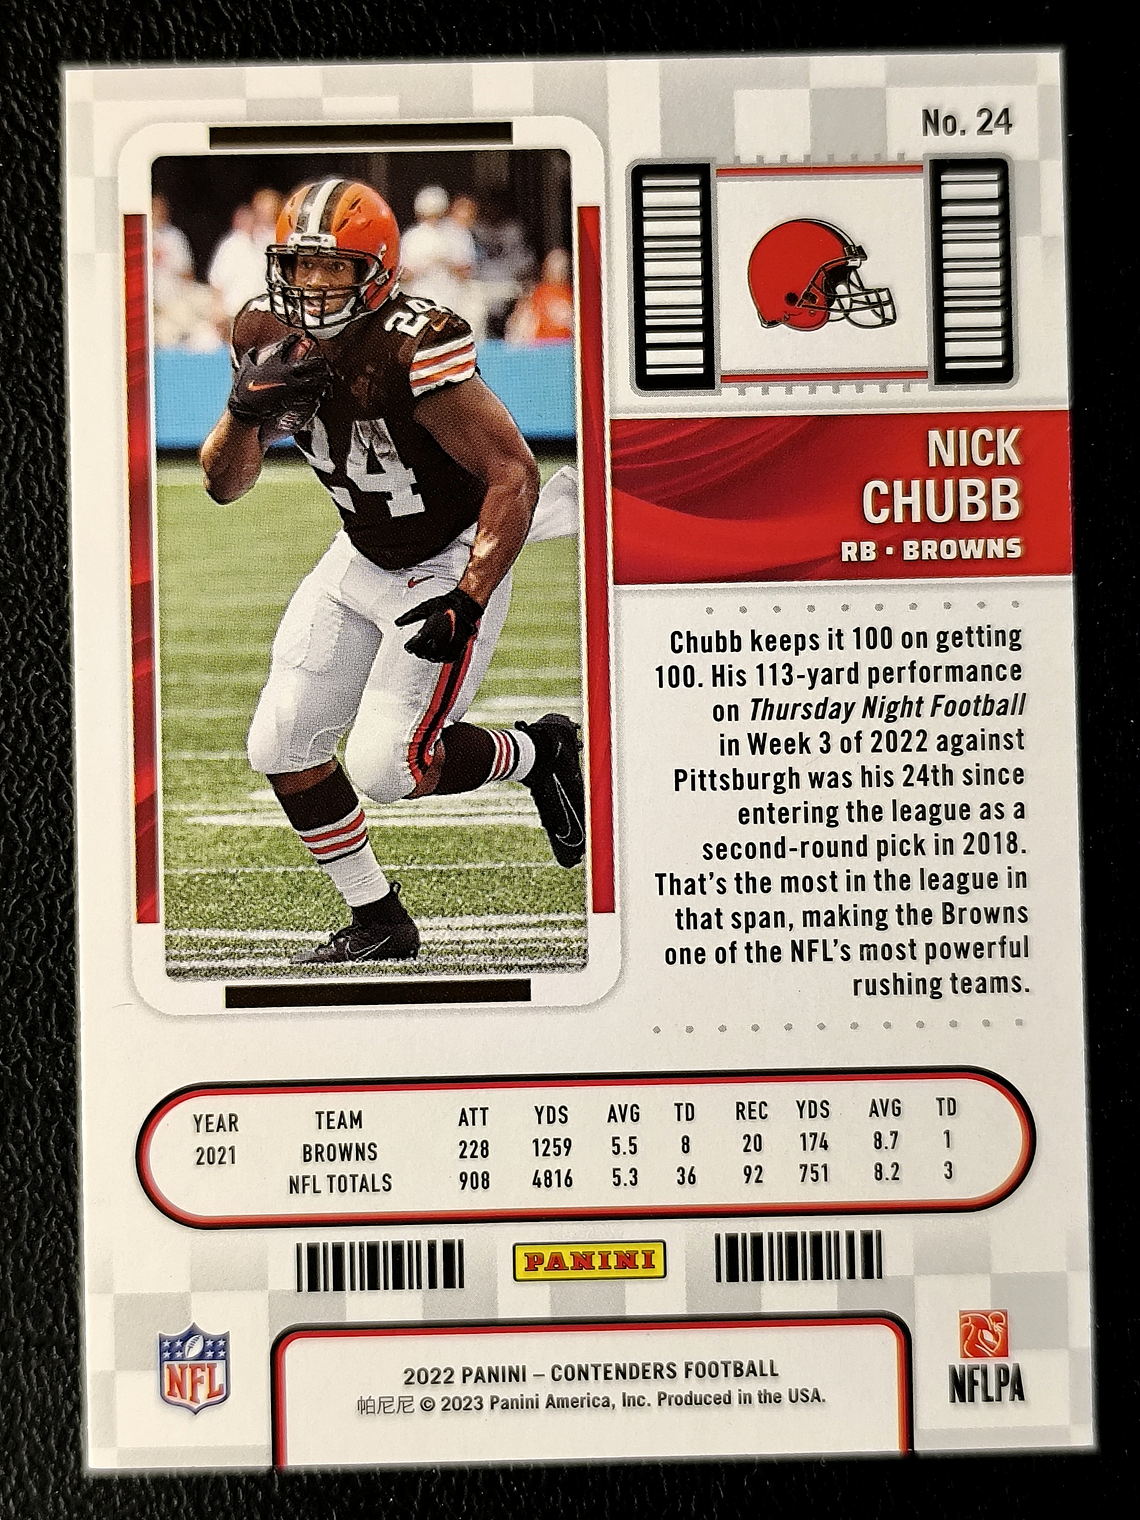 No. 24
24
24
NICK
CHUBB
RB • BROWNS
Chubb keeps it 100 on getting
100. His 113-yard performance
on Thursday Night Football
in Week 3 of 2022 against
Pittsburgh was his 24th since
entering the league as a
second-round pick in 2018.
That's the most in the league in
that span, making the Browns
one of the NFL's most powerful
rushing teams.
YEAR TEAM ATT YDS AVG TD REC YDS AVG TD
2021 BROWNS 228 1259 5.5 8 20 174 8.7 1
NFL TOTALS 908 4816 5.3 36 92 751 8.2 3
PANINI
NFL
NFLPA
2022 PANINI – CONTENDERS FOOTBALL
帕尼尼 © 2023 Panini America, Inc. Produced in the USA.